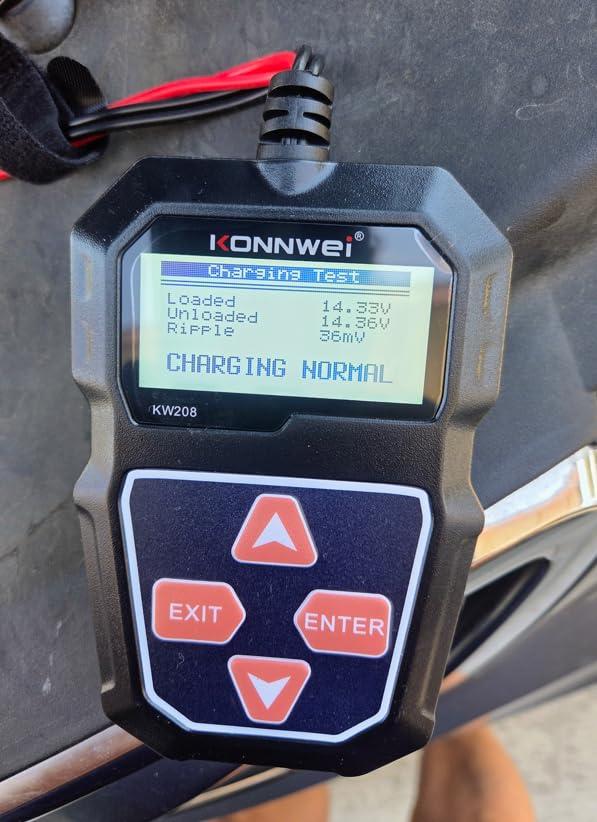 KONNWEI®
Charging Test
Loaded 14.33V
Unloaded 14.36V
Ripple 36mV
CHARGING NORMAL
KW208
EXIT
ENTER